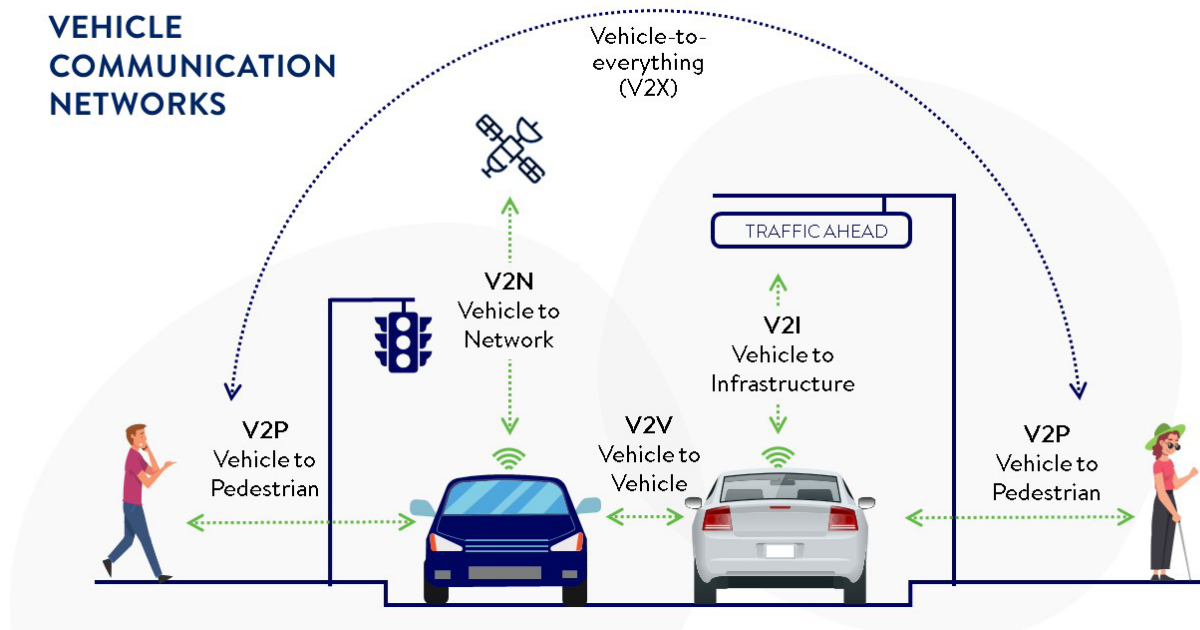 VEHICLE
COMMUNICATION
NETWORKS
Vehicle-to-
everything
(V2X)
TRAFFIC AHEAD
V2N
Vehicle to
Network
V2I
Vehicle to
Infrastructure
V2P
Vehicle to
Pedestrian
V2V
Vehicle to
Vehicle
V2P
Vehicle to
Pedestrian